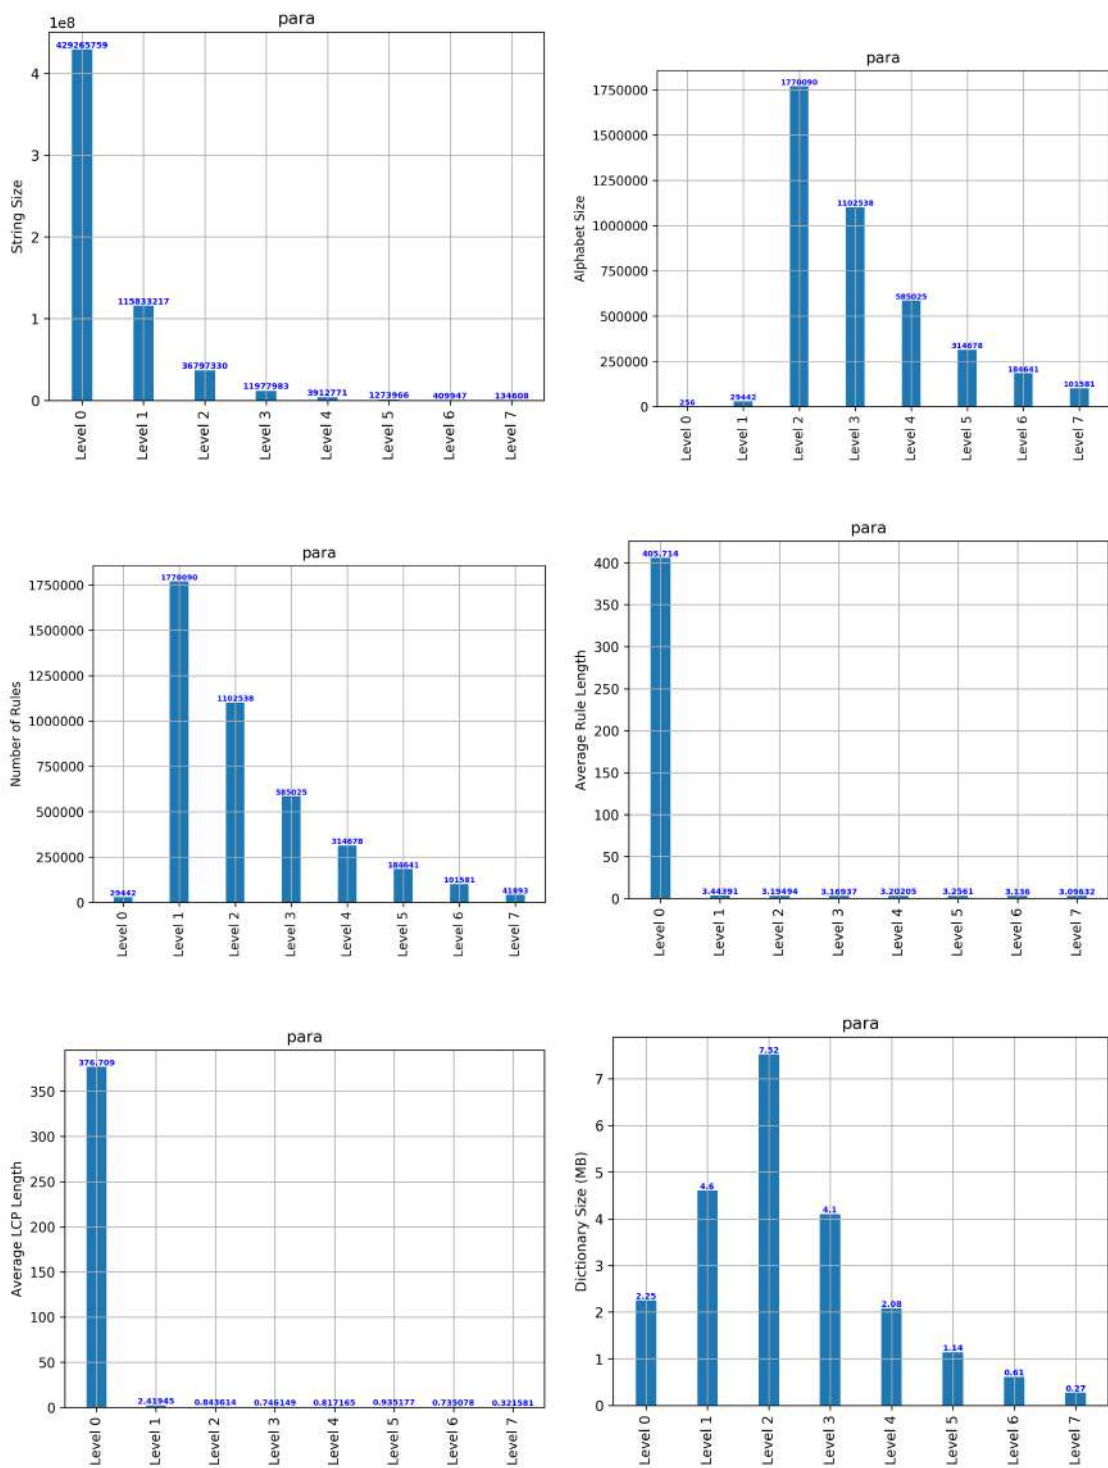 para
1e8
String Size
4
3
2
1
0
429265759
115833217
36797330
11977983
3912771
1273966
409947
134608
Level 0
Level 1
Level 2
Level 3
Level 4
Level 5
Level 6
Level 7
para
Alphabet Size
1750000
1500000
1250000
1000000
750000
500000
250000
0
256
29442
1770090
1102538
585025
314678
184641
101581
Level 0
Level 1
Level 2
Level 3
Level 4
Level 5
Level 6
Level 7
para
Number of Rules
1750000
1500000
1250000
1000000
750000
500000
250000
0
29442
1770090
1102538
585025
314678
184641
101581
41893
Level 0
Level 1
Level 2
Level 3
Level 4
Level 5
Level 6
Level 7
para
Average Rule Length
400
350
300
250
200
150
100
50
0
405.714
3.44391
3.19494
3.16937
3.20205
3.2561
3.136
3.09632
Level 0
Level 1
Level 2
Level 3
Level 4
Level 5
Level 6
Level 7
para
Average LCP Length
350
300
250
200
150
100
50
0
376.709
2.41945
0.843614
0.746149
0.817165
0.935177
0.735078
0.321581
Level 0
Level 1
Level 2
Level 3
Level 4
Level 5
Level 6
Level 7
para
Dictionary Size (MB)
7
6
5
4
3
2
1
0
2.25
4.6
7.52
4.1
2.08
1.14
0.61
0.27
Level 0
Level 1
Level 2
Level 3
Level 4
Level 5
Level 6
Level 7